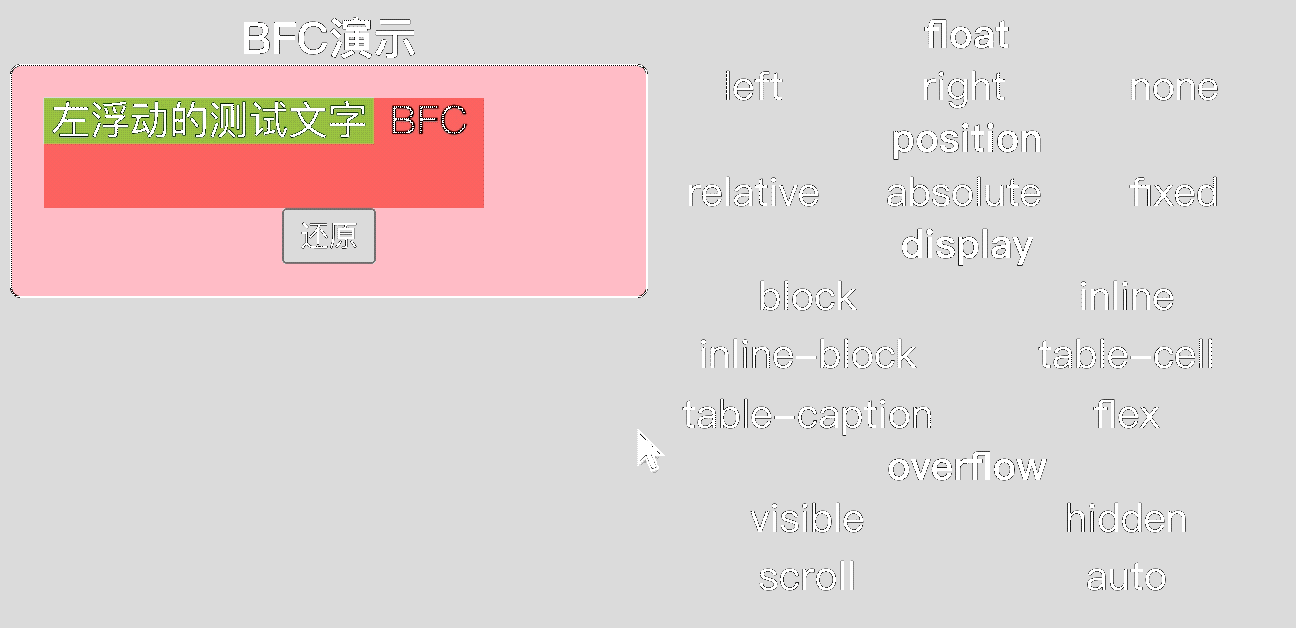 BFC演示
左浮动的测试文字 BFC
还原
float
left right none
position
relative absolute fixed
display
block inline
inline-block table-cell
table-caption flex
overflow
visible hidden
scroll auto